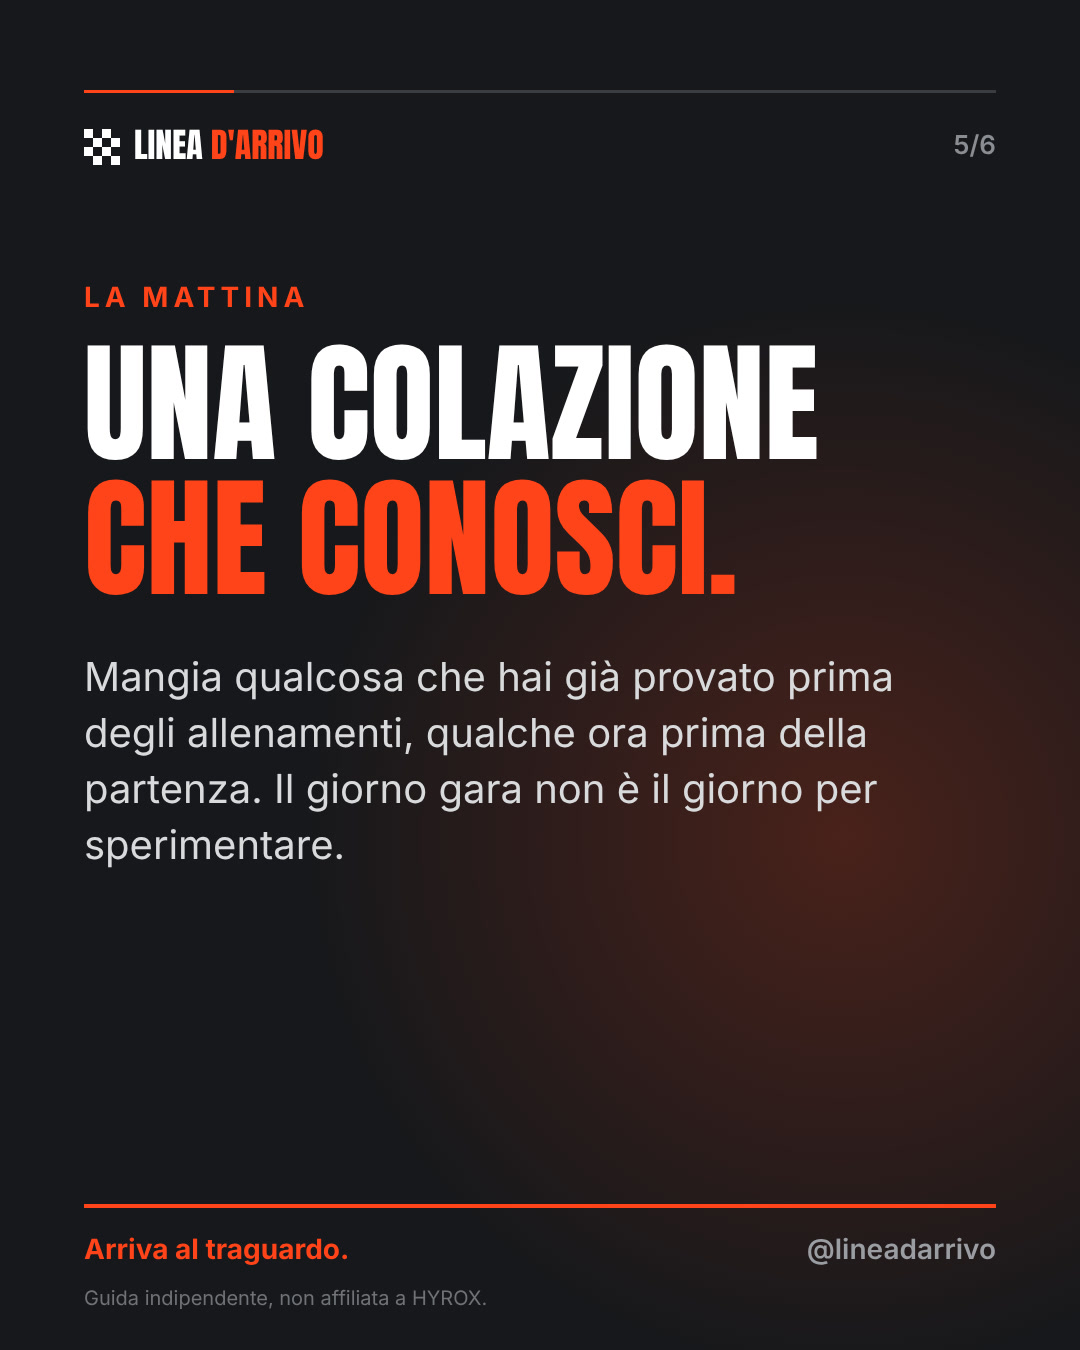 LINEA D'ARRIVO
5/6
LA MATTINA
UNA COLAZIONE
CHE CONOSCI.
Mangia qualcosa che hai già provato prima
degli allenamenti, qualche ora prima della
partenza. Il giorno gara non è il giorno per
sperimentare.
Arriva al traguardo.
@lineadarrivo
Guida indipendente, non affiliata a HYROX.